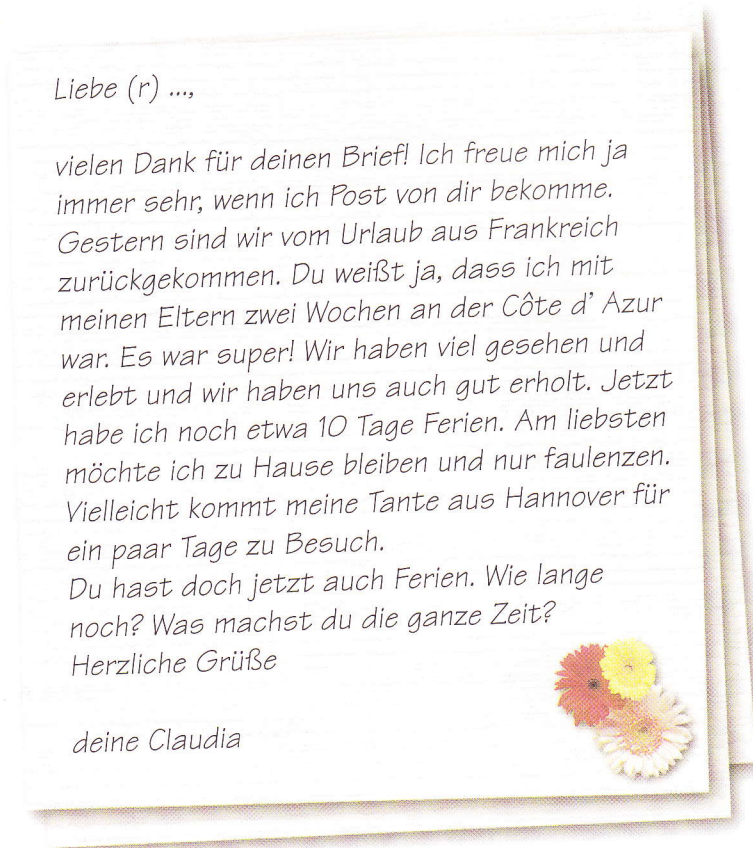 Liebe (r) ...,
vielen Dank für deinen Brief! Ich freue mich ja
immer sehr, wenn ich Post von dir bekomme.
Gestern sind wir vom Urlaub aus Frankreich
zurückgekommen. Du weißt ja, dass ich mit
meinen Eltern zwei Wochen an der Côte d' Azur
war. Es war super! Wir haben viel gesehen und
erlebt und wir haben uns auch gut erholt. Jetzt
habe ich noch etwa 10 Tage Ferien. Am liebsten
möchte ich zu Hause bleiben und nur faulenzen.
Vielleicht kommt meine Tante aus Hannover für
ein paar Tage zu Besuch.
Du hast doch jetzt auch Ferien. Wie lange
noch? Was machst du die ganze Zeit?
Herzliche Grüße
deine Claudia